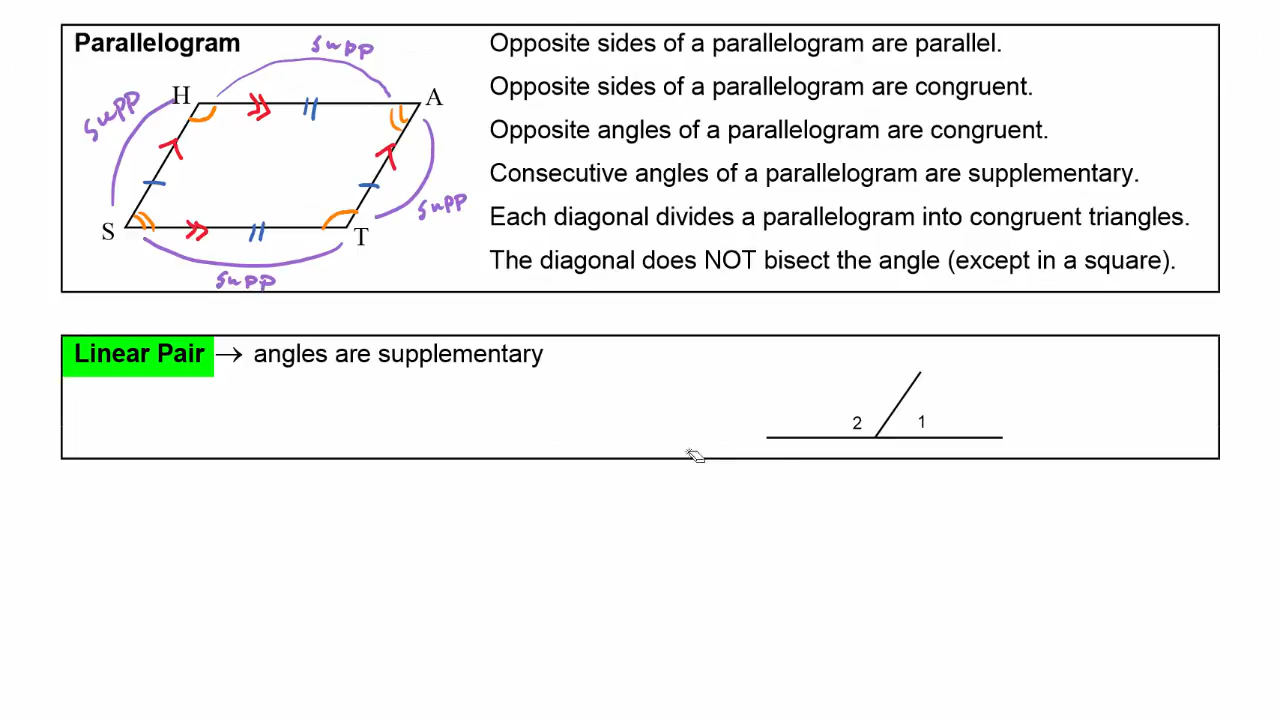 Parallelogram
supp
Opposite sides of a parallelogram are parallel.
Opposite sides of a parallelogram are congruent.
supp
H
A
Opposite angles of a parallelogram are congruent.
Consecutive angles of a parallelogram are supplementary.
supp
Each diagonal divides a parallelogram into congruent triangles.
S
T
The diagonal does NOT bisect the angle (except in a square).
supp
Linear Pair → angles are supplementary
2
1